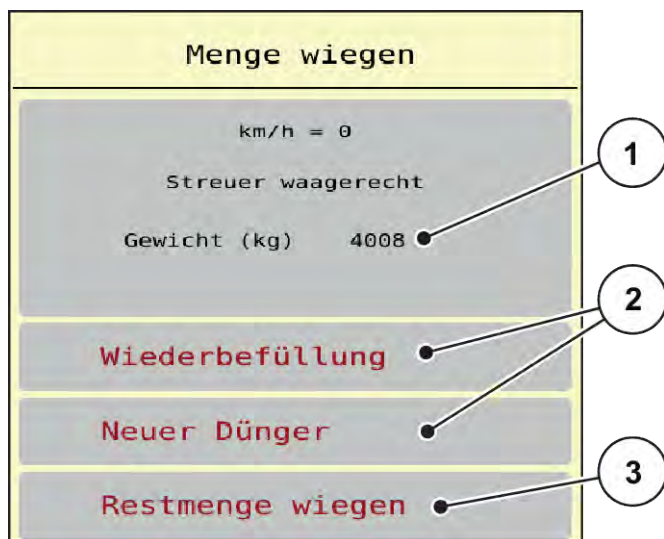 Menge wiegen
km/h = 0
Streuer waagerecht
Gewicht (kg) 4008
1
2
Wiederbefüllung
Neuer Dünger
3
Restmenge wiegen